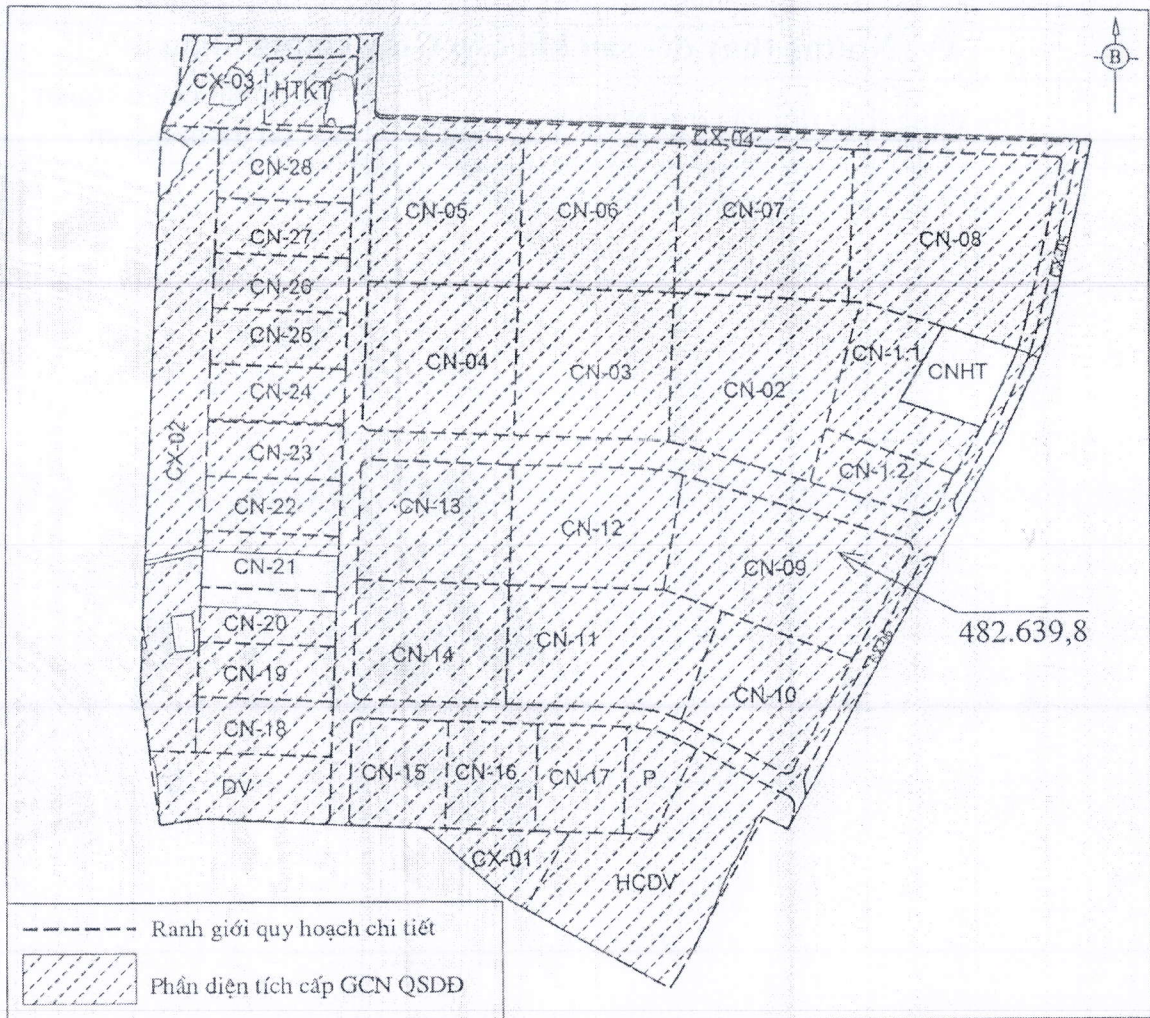 B
CX-03
HTKT
CX-04
CN-28
CN-05
CN-06
CN-07
CN-08
CN-27
CX-05
CN-26
CN-25
CN-04
CN-03
CN-02
CN-1.1
CNHT
CN-24
CX-02
CN-23
CN-1.2
CN-22
CN-13
CN-12
CN-21
CN-09
CN-20
CN-11
482.639,8
CN-19
CN-14
CN-10
CN-18
CN-15
CN-16
CN-17
P
DV
CX-01
HCDV
Ranh giới quy hoạch chi tiết
Phần diện tích cấp GCN QSDĐ